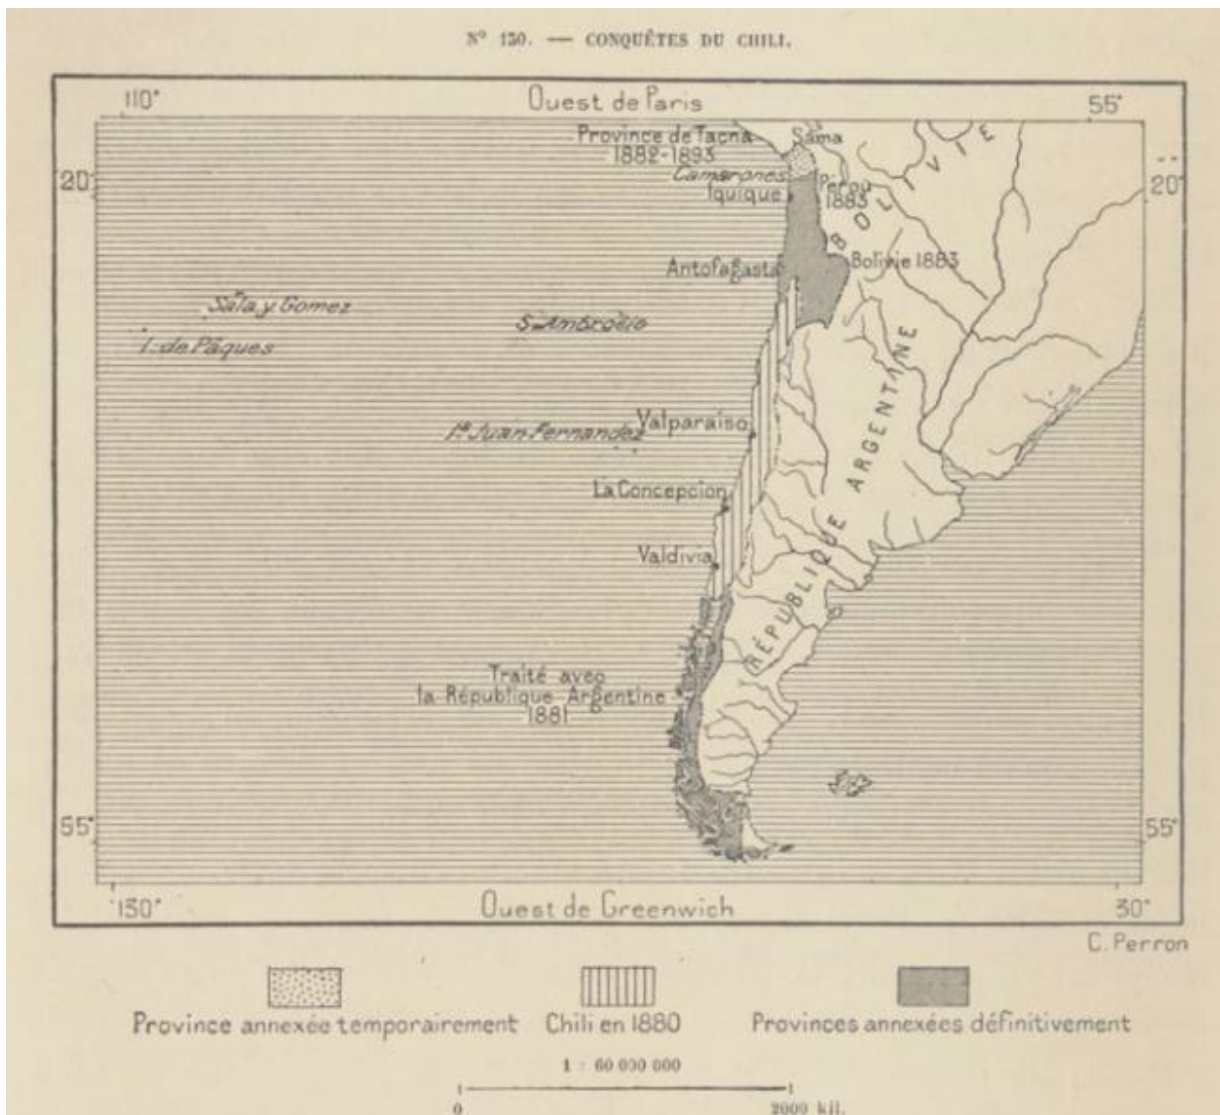 Nº 150. — CONQUÊTES DU CHILI.
110° Ouest de Paris 55°
Province de Tacna
1882-1893
Sama
20° 20°
Camarones
Pérou
1883
Iquique
BOLIVIE
Antofagasta
Bolivie 1883
Sala y Gomez
S. Ambrosio
I. de Pâques
RÉPUBLIQUE ARGENTINE
Valparaiso
Is Juan Fernandez
La Concepcion
Valdivia
Traité avec
la République Argentine
1881
55° 55°
Ouest de Greenwich 30°
C. Perron
Province annexée temporairement Chili en 1880 Provinces annexées définitivement
1 : 60 000 000
0 2000 kil.